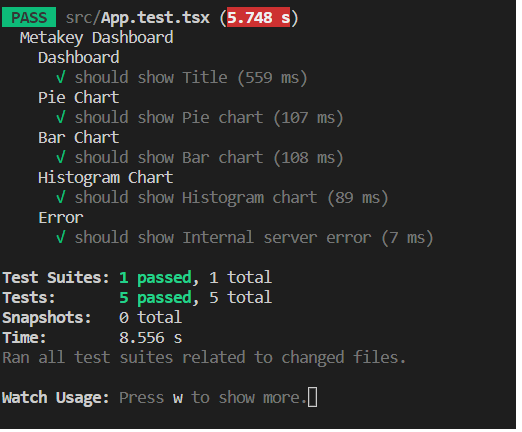 PASS src/App.test.tsx (5.748 s)
Metakey Dashboard
Dashboard
√ should show Title (559 ms)
Pie Chart
√ should show Pie chart (107 ms)
Bar Chart
√ should show Bar chart (108 ms)
Histogram Chart
√ should show Histogram chart (89 ms)
Error
√ should show Internal server error (7 ms)
Test Suites: 1 passed, 1 total
Tests: 5 passed, 5 total
Snapshots: 0 total
Time: 8.556 s
Ran all test suites related to changed files.
Watch Usage: Press w to show more.